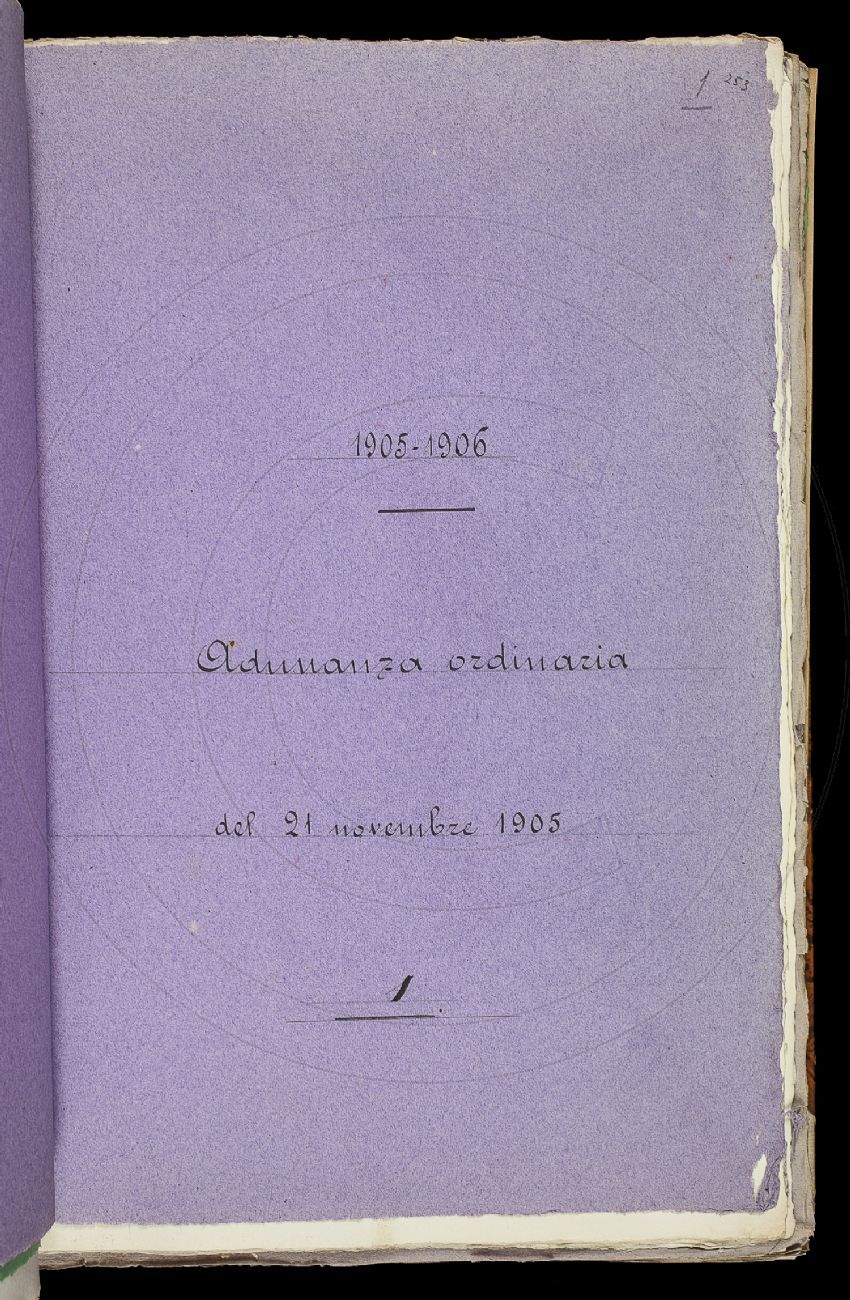 1 253
1905-1906
Adunanza ordinaria
del 21 novembre 1905
1